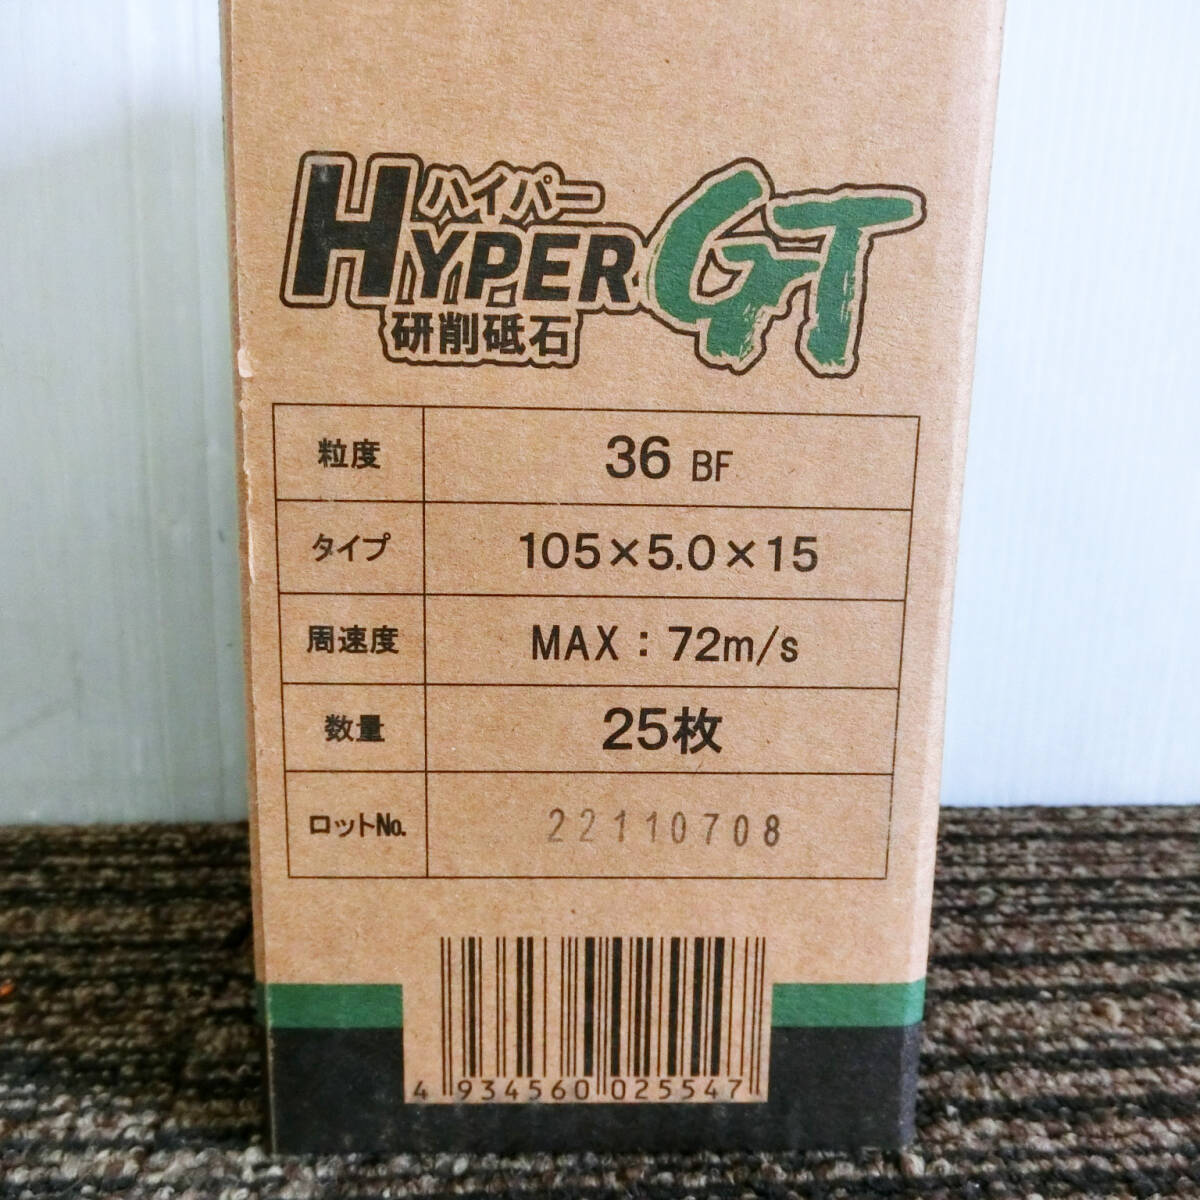 ハイパー
HYPER GT
研削砥石
粒度 36 BF
タイプ 105×5.0×15
周速度 MAX：72m/s
数量 25枚
ロット№. 22110708
4 934560 025547